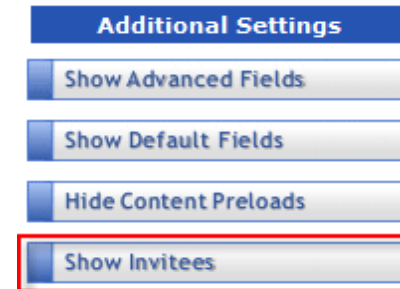 Additional Settings
Show Advanced Fields
Show Default Fields
Hide Content Preloads
Show Invitees